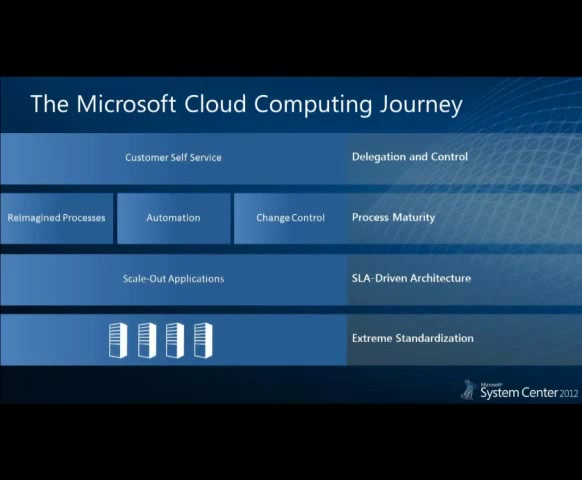 The Microsoft Cloud Computing Journey
Customer Self Service
Delegation and Control
Reimagined Processes
Automation
Change Control
Process Maturity
Scale-Out Applications
SLA-Driven Architecture
Extreme Standardization
Microsoft
System Center 2012